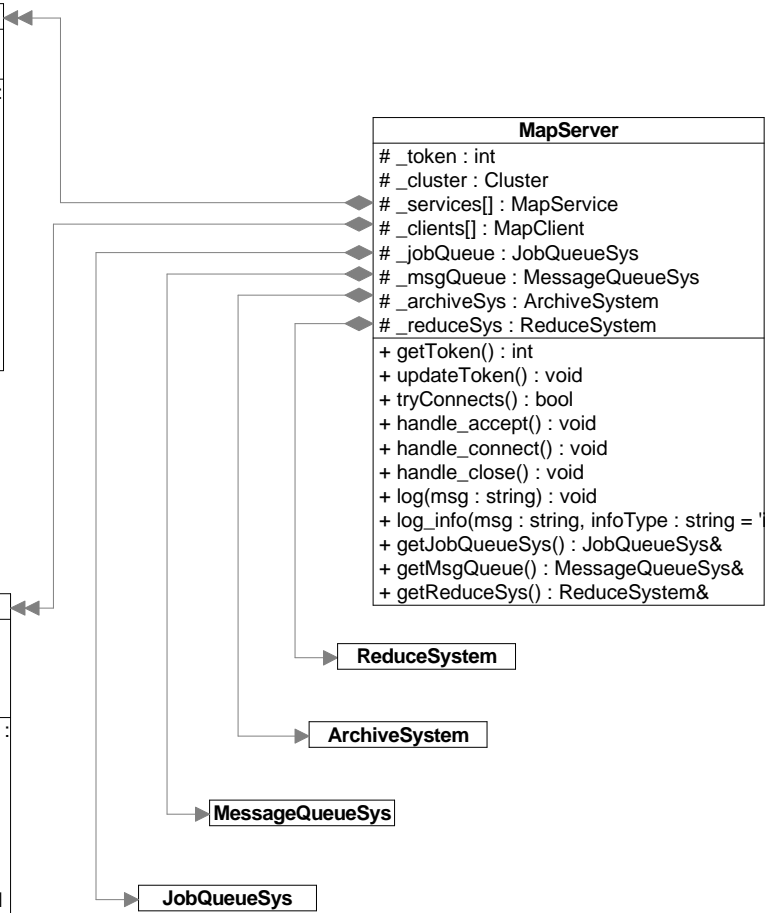 MapServer
# _token : int
# _cluster : Cluster
# _services[] : MapService
# _clients[] : MapClient
# _jobQueue : JobQueueSys
# _msgQueue : MessageQueueSys
# _archiveSys : ArchiveSystem
# _reduceSys : ReduceSystem
+ getToken() : int
+ updateToken() : void
+ tryConnects() : bool
+ handle_accept() : void
+ handle_connect() : void
+ handle_close() : void
+ log(msg : string) : void
+ log_info(msg : string, infoType : string = 'i
+ getJobQueueSys() : JobQueueSys&
+ getMsgQueue() : MessageQueueSys&
+ getReduceSys() : ReduceSystem&
ReduceSystem
ArchiveSystem
MessageQueueSys
JobQueueSys